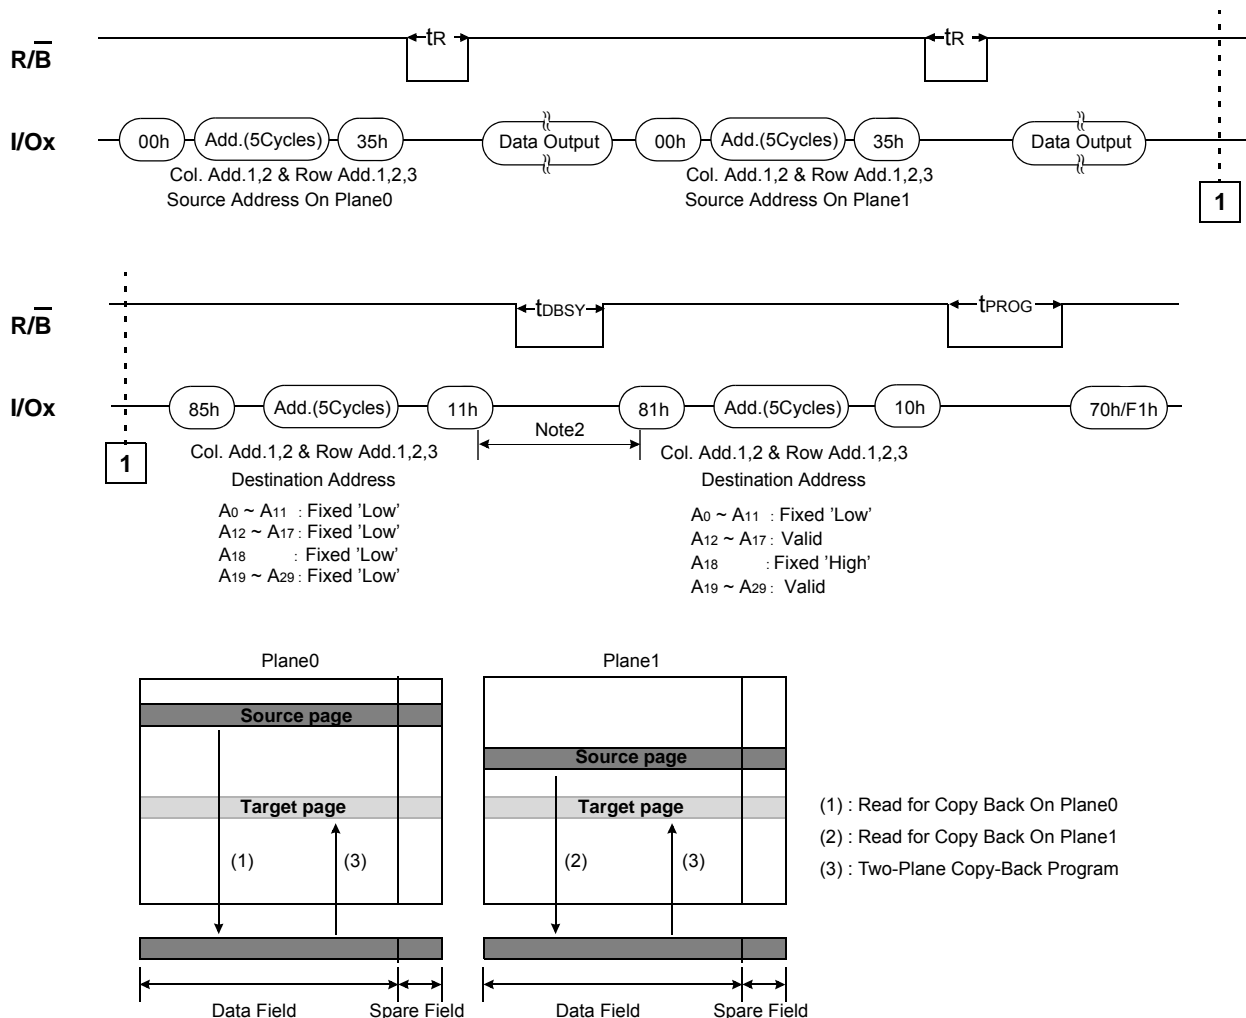 R/B
tR
tR
I/Ox
00h
Add.(5Cycles)
35h
Data Output
00h
Add.(5Cycles)
35h
Data Output
Col. Add.1,2 & Row Add.1,2,3
Source Address On Plane0
Col. Add.1,2 & Row Add.1,2,3
Source Address On Plane1
1
R/B
tDBSY
tPROG
I/Ox
85h
Add.(5Cycles)
11h
Note2
81h
Add.(5Cycles)
10h
70h/F1h
1
Col. Add.1,2 & Row Add.1,2,3
Destination Address
A0 ~ A11 : Fixed 'Low'
A12 ~ A17 : Fixed 'Low'
A18 : Fixed 'Low'
A19 ~ A29 : Fixed 'Low'
Col. Add.1,2 & Row Add.1,2,3
Destination Address
A0 ~ A11 : Fixed 'Low'
A12 ~ A17 : Valid
A18 : Fixed 'High'
A19 ~ A29 : Valid
Plane0
Source page
Target page
(1)
(3)
Data Field
Spare Field
Plane1
Source page
Target page
(2)
(3)
Data Field
Spare Field
(1) : Read for Copy Back On Plane0
(2) : Read for Copy Back On Plane1
(3) : Two-Plane Copy-Back Program